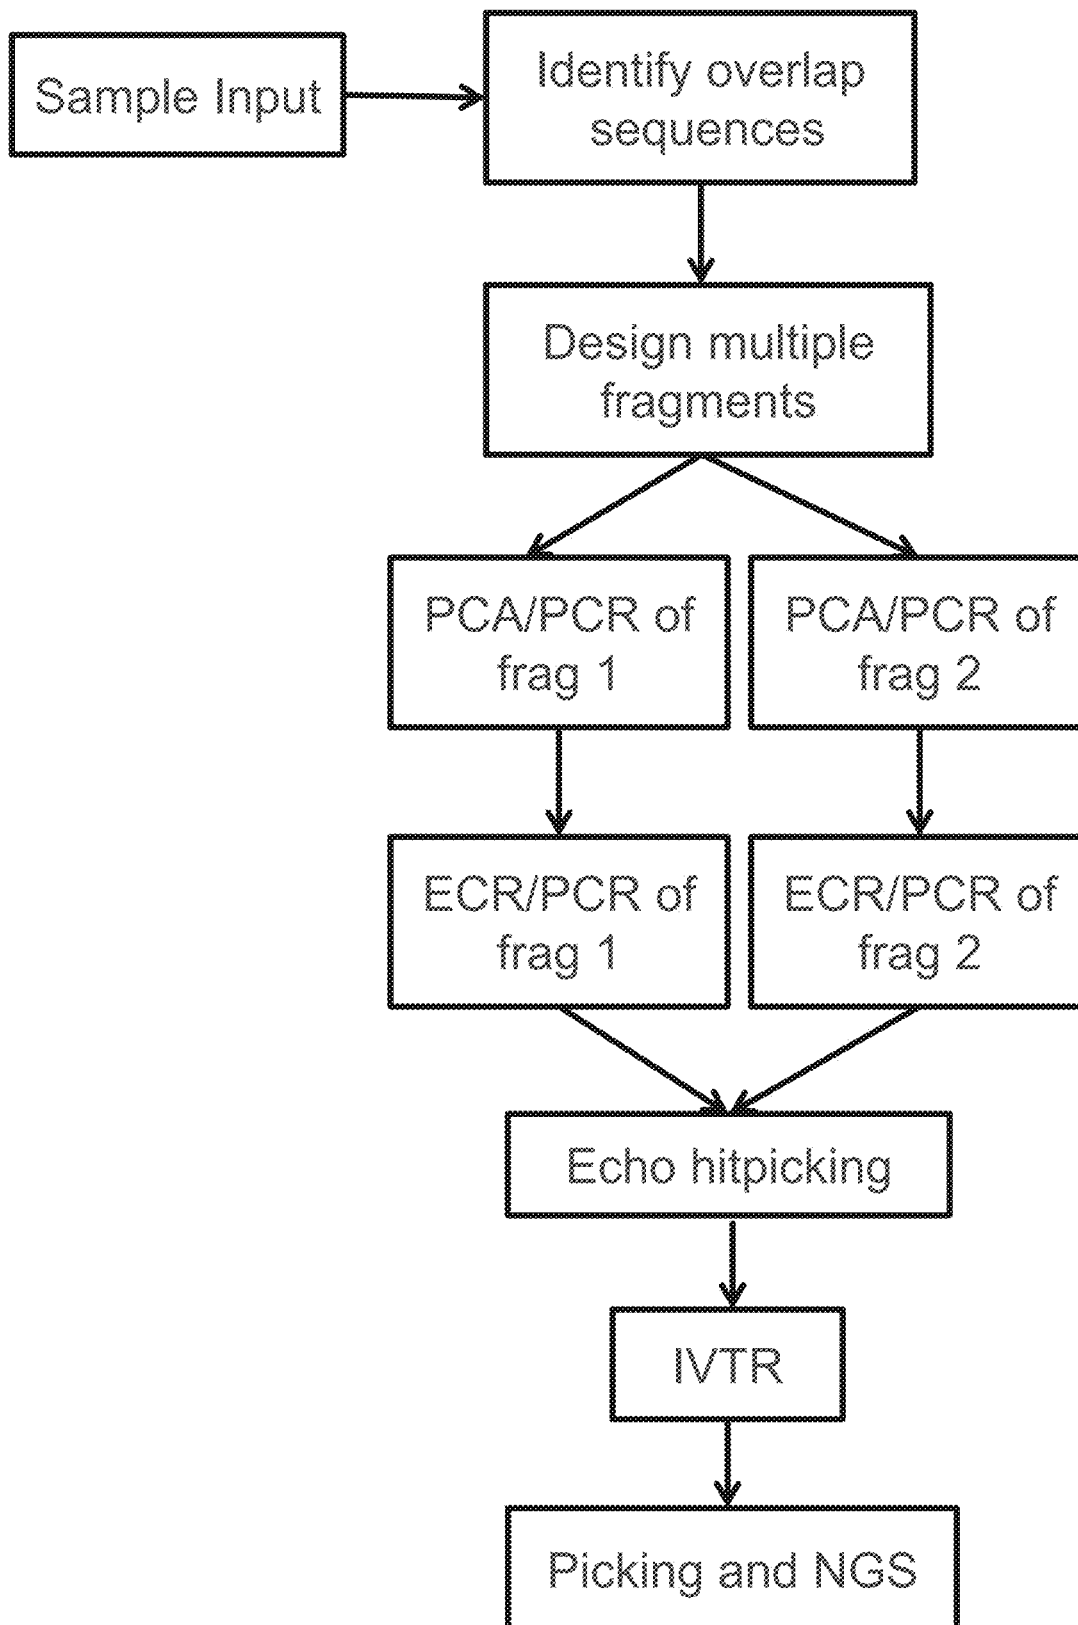 Sample Input
Identify overlap
sequences
Design multiple
fragments
PCA/PCR of
frag 1
PCA/PCR of
frag 2
ECR/PCR of
frag 1
ECR/PCR of
frag 2
Echo hitpicking
IVTR
Picking and NGS